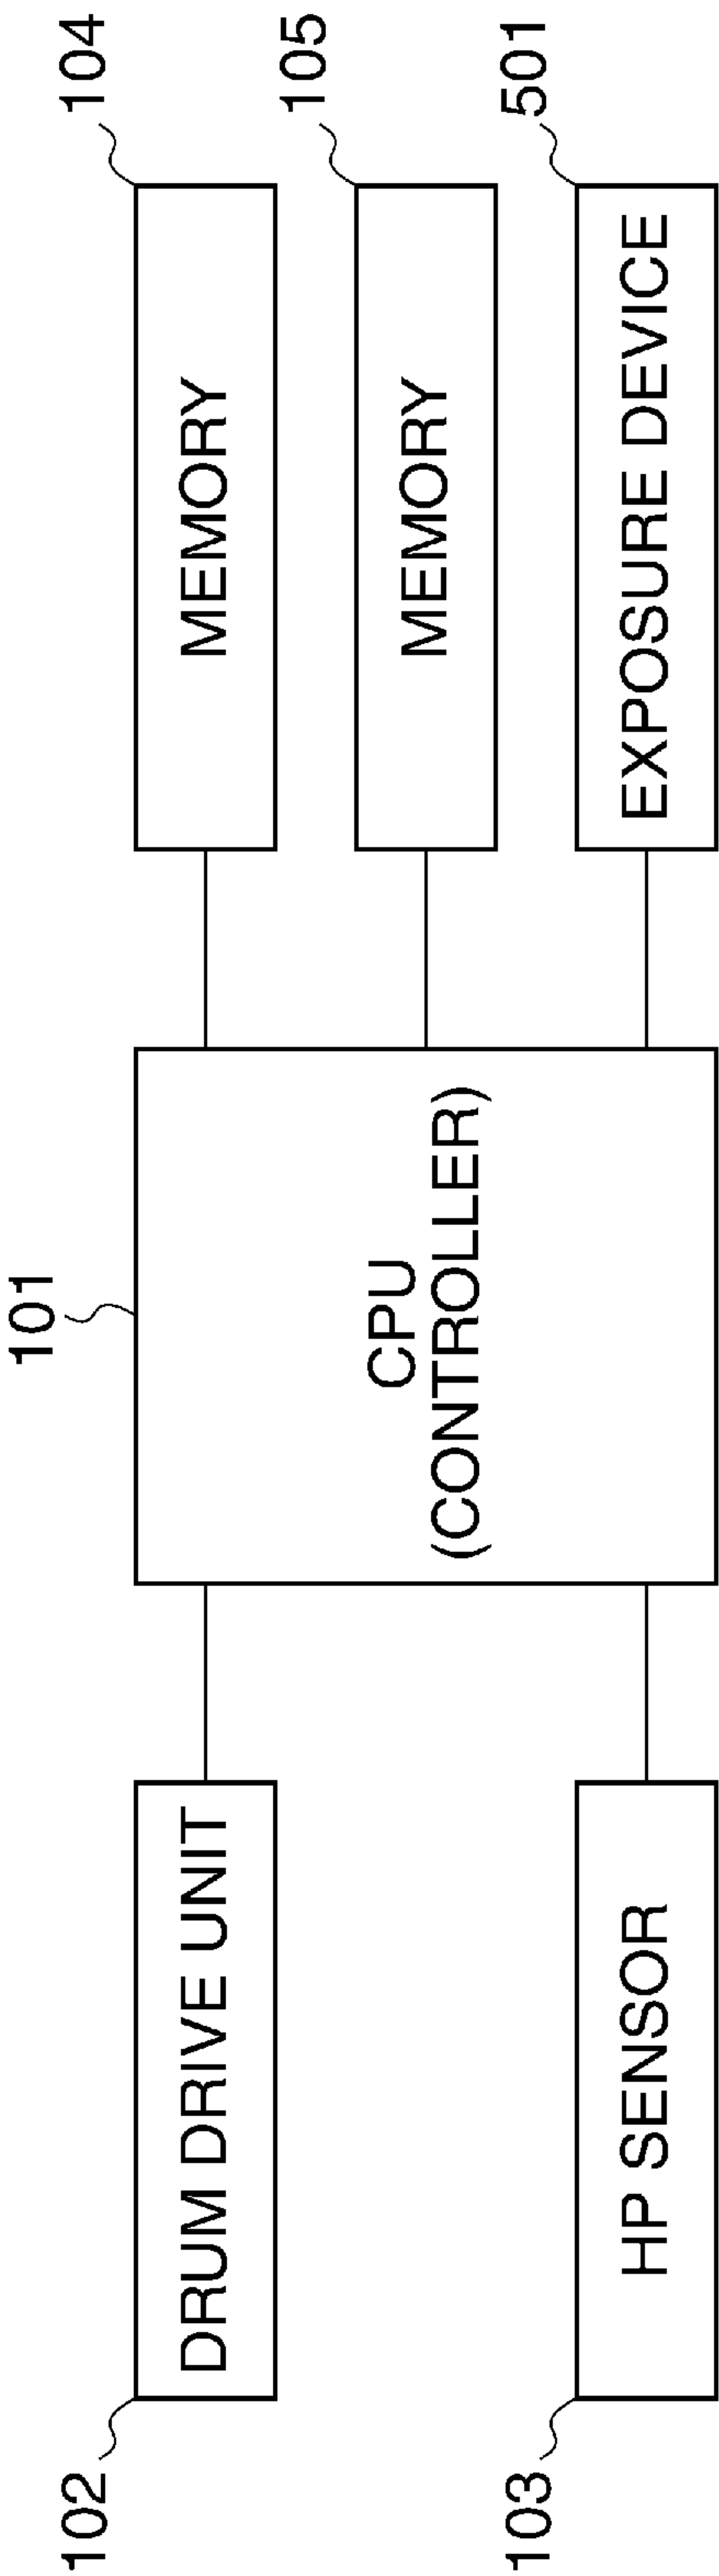 101
102
DRUM DRIVE UNIT
103
HP SENSOR
CPU
(CONTROLLER)
104
MEMORY
105
MEMORY
501
EXPOSURE DEVICE